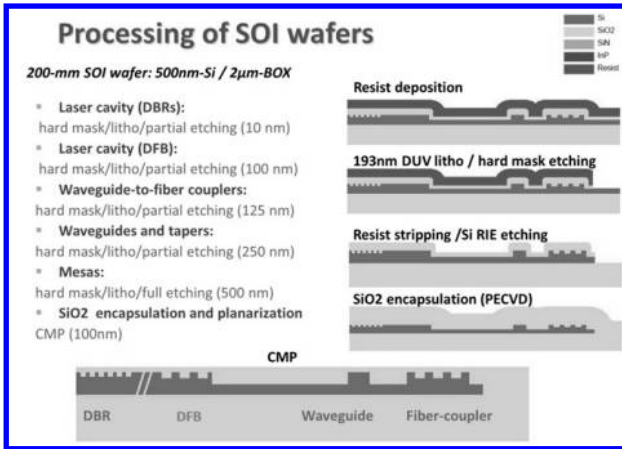 Processing of SOI wafers
Si
SiO2
SiN
InP
Resist
200-mm SOI wafer: 500nm-Si / 2µm-BOX
▪ Laser cavity (DBRs):
hard mask/litho/partial etching (10 nm)
▪ Laser cavity (DFB):
hard mask/litho/partial etching (100 nm)
▪ Waveguide-to-fiber couplers:
hard mask/litho/partial etching (125 nm)
▪ Waveguides and tapers:
hard mask/litho/partial etching (250 nm)
▪ Mesas:
hard mask/litho/full etching (500 nm)
▪ SiO2 encapsulation and planarization
CMP (100nm)
Resist deposition
193nm DUV litho / hard mask etching
Resist stripping /Si RIE etching
SiO2 encapsulation (PECVD)
CMP
DBR DFB Waveguide Fiber-coupler